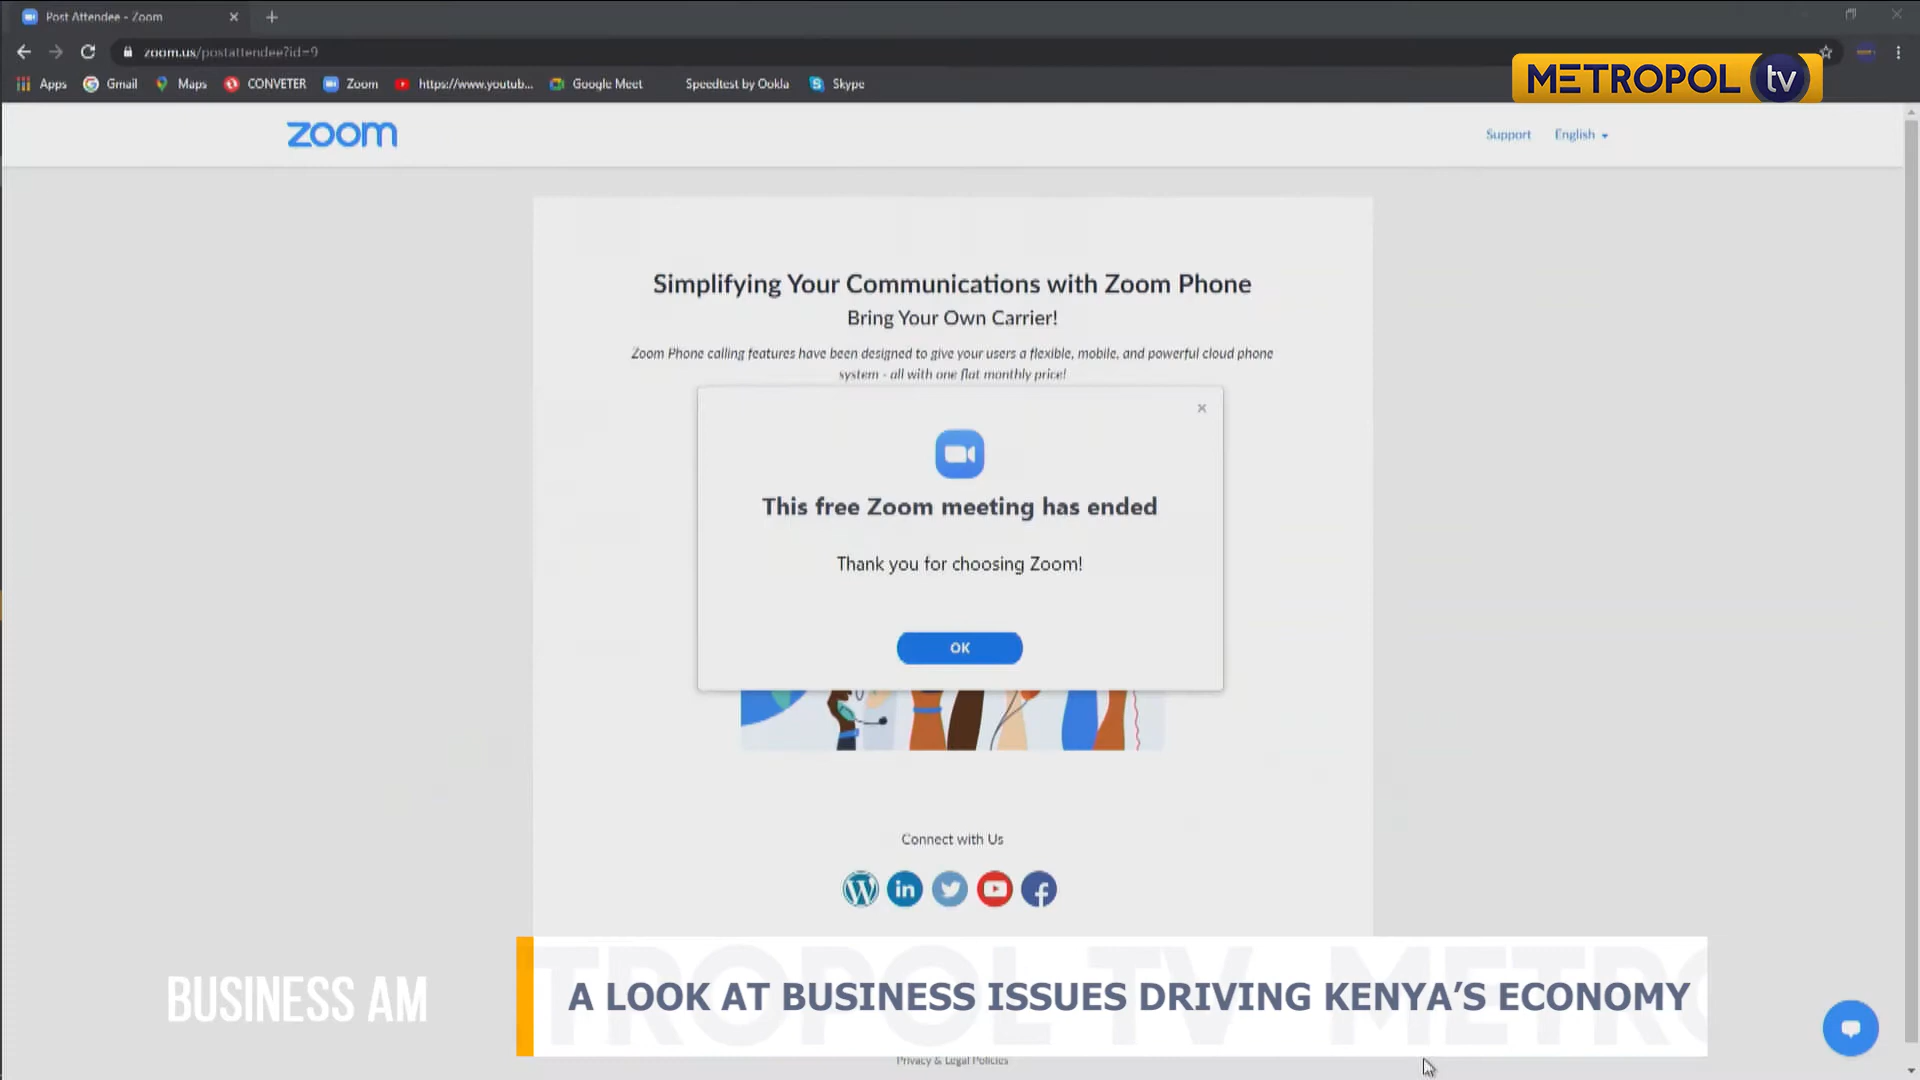 Post Attendee - Zoom
zoom.us/postattendee?id=9
Apps Gmail Maps CONVETER Zoom https://www.youtub... Google Meet Speedtest by Ookla Skype
METROPOL tv
zoom
Support English
Simplifying Your Communications with Zoom Phone
Bring Your Own Carrier!
Zoom Phone calling features have been designed to give your users a flexible, mobile, and powerful cloud phone
system - all with one flat monthly price!
This free Zoom meeting has ended
Thank you for choosing Zoom!
OK
Connect with Us
BUSINESS AM
A LOOK AT BUSINESS ISSUES DRIVING KENYA'S ECONOMY
TROPOL TV METRO
Privacy & Legal Policies